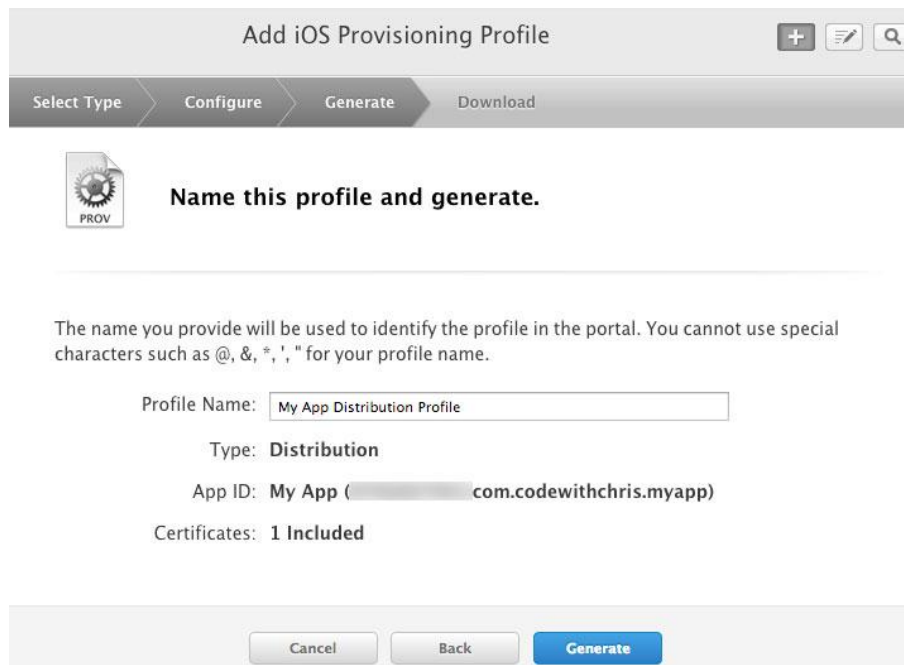 Add iOS Provisioning Profile
Select Type Configure Generate Download
PROV
Name this profile and generate.
The name you provide will be used to identify the profile in the portal. You cannot use special
characters such as @, &, *, ', " for your profile name.
Profile Name: My App Distribution Profile
Type: Distribution
App ID: My App ( com.codewithchris.myapp)
Certificates: 1 Included
Cancel Back Generate